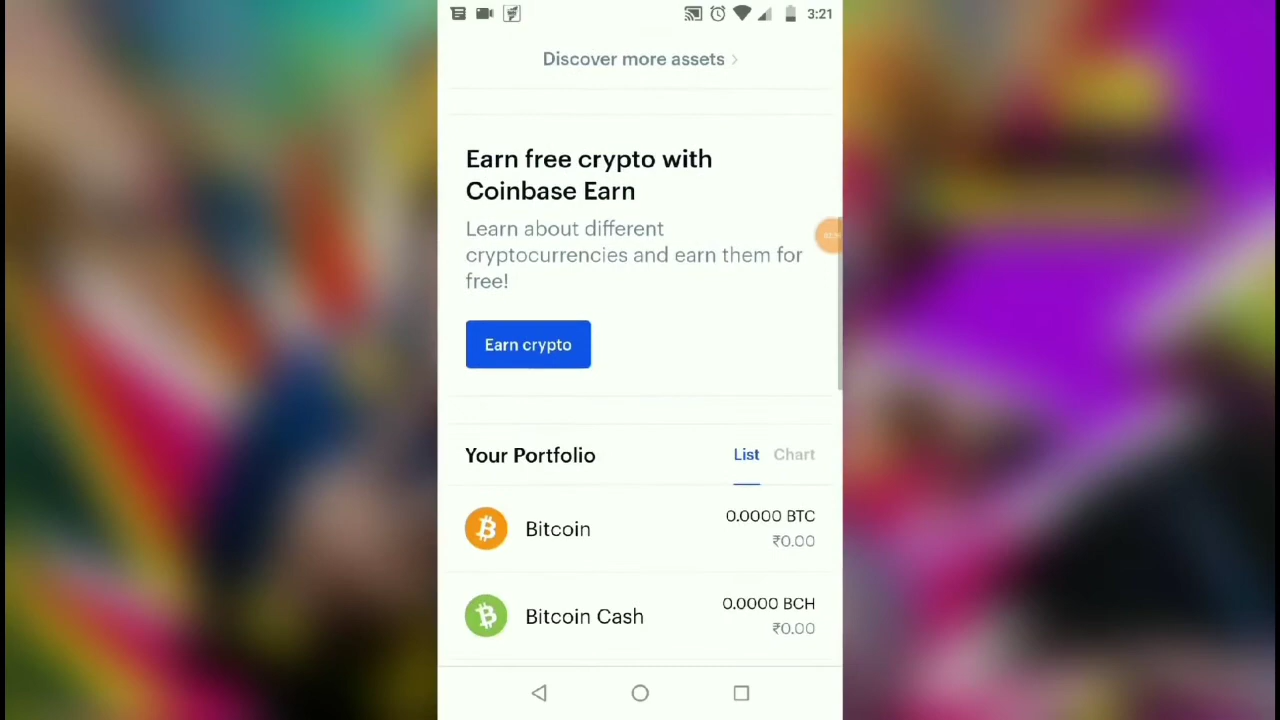 3:21
Discover more assets
Earn free crypto with
Coinbase Earn
Learn about different
cryptocurrencies and earn them for
free!
Earn crypto
Your Portfolio List Chart
Bitcoin 0.0000 BTC
₹0.00
Bitcoin Cash 0.0000 BCH
₹0.00